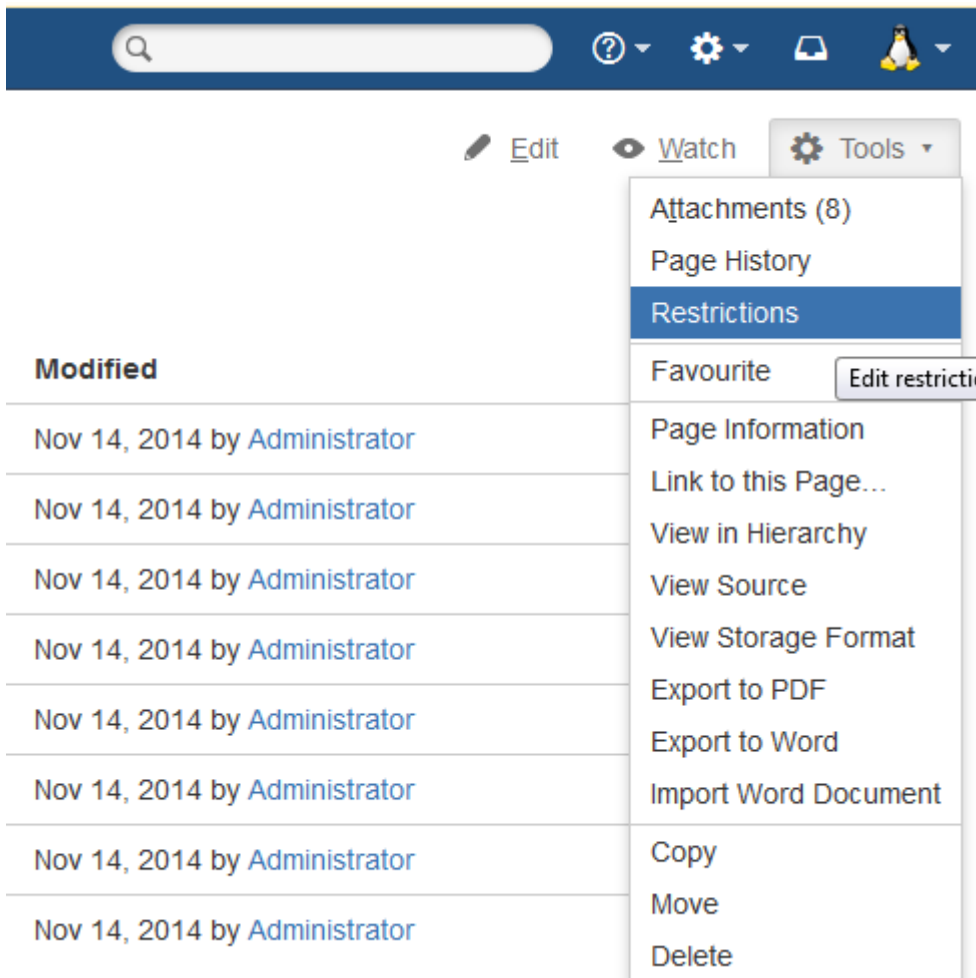 Edit Watch Tools
Attachments (8)
Page History
Restrictions
Modified
Favourite
Edit restricti
Nov 14, 2014 by Administrator
Page Information
Link to this Page…
Nov 14, 2014 by Administrator
View in Hierarchy
Nov 14, 2014 by Administrator
View Source
Nov 14, 2014 by Administrator
View Storage Format
Export to PDF
Nov 14, 2014 by Administrator
Export to Word
Nov 14, 2014 by Administrator
Import Word Document
Nov 14, 2014 by Administrator
Copy
Move
Nov 14, 2014 by Administrator
Delete